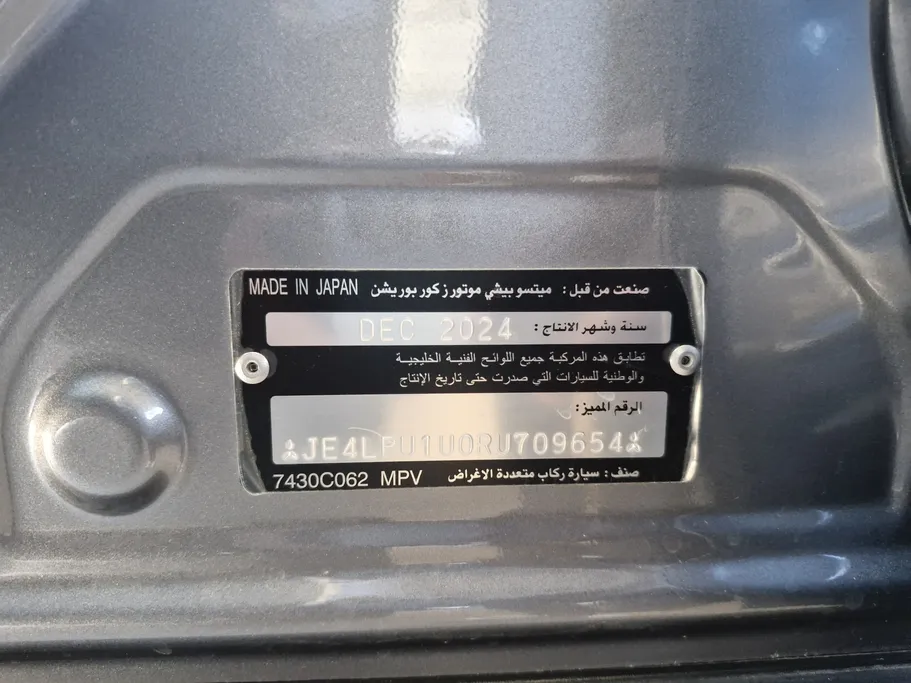 صنعت من قبل: ميتسوبيشي موتورز كوربوريشن MADE IN JAPAN
سنة وشهر الانتاج: DEC 2024
تطابق هذه المركبة جميع اللوائح الفنية الخليجية
والوطنية للسيارات التي صدرت حتى تاريخ الإنتاج
الرقم المميز:
JE4LPU1U0RU709654
صنف: سيارة ركاب متعددة الاغراض 7430C062 MPV